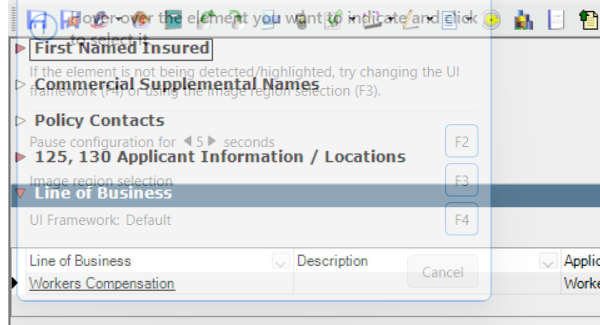 Hover over the element you want to indicate and click
to select it
First Named Insured
If the element is not being detected/highlighted, try changing the UI
Commercial Supplemental Names
framework (F4) or using the image region selection (F3).
Policy Contacts
Pause configuration for 5 seconds F2
125, 130 Applicant Information / Locations
Image region selection F3
Line of Business
UI Framework: Default F4
Line of Business Description Applic
Cancel
Workers Compensation Worke